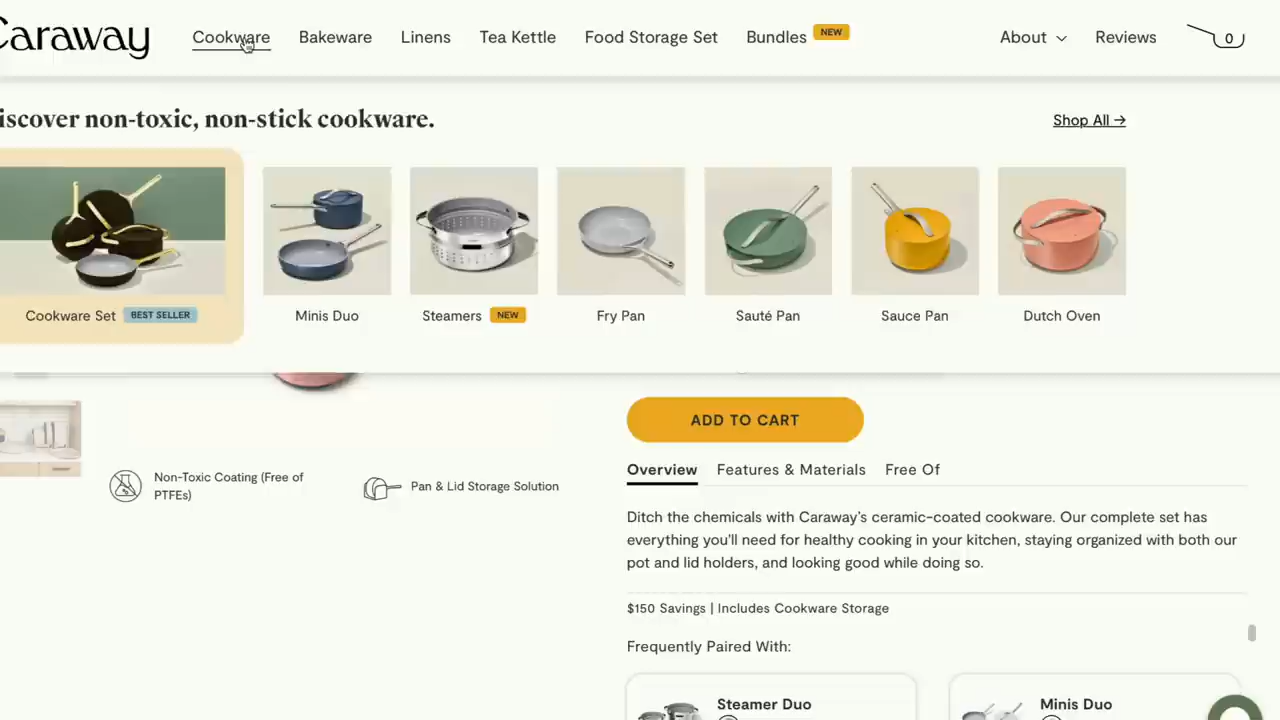 Caraway
Cookware Bakeware Linens Tea Kettle Food Storage Set Bundles NEW About Reviews 0
iscover non-toxic, non-stick cookware.
Shop All →
Cookware Set BEST SELLER
Minis Duo
Steamers NEW
Fry Pan
Sauté Pan
Sauce Pan
Dutch Oven
ADD TO CART
Non-Toxic Coating (Free of
PTFEs)
Pan & Lid Storage Solution
Overview Features & Materials Free Of
Ditch the chemicals with Caraway's ceramic-coated cookware. Our complete set has
everything you'll need for healthy cooking in your kitchen, staying organized with both our
pot and lid holders, and looking good while doing so.
$150 Savings | Includes Cookware Storage
Frequently Paired With:
Steamer Duo
Minis Duo